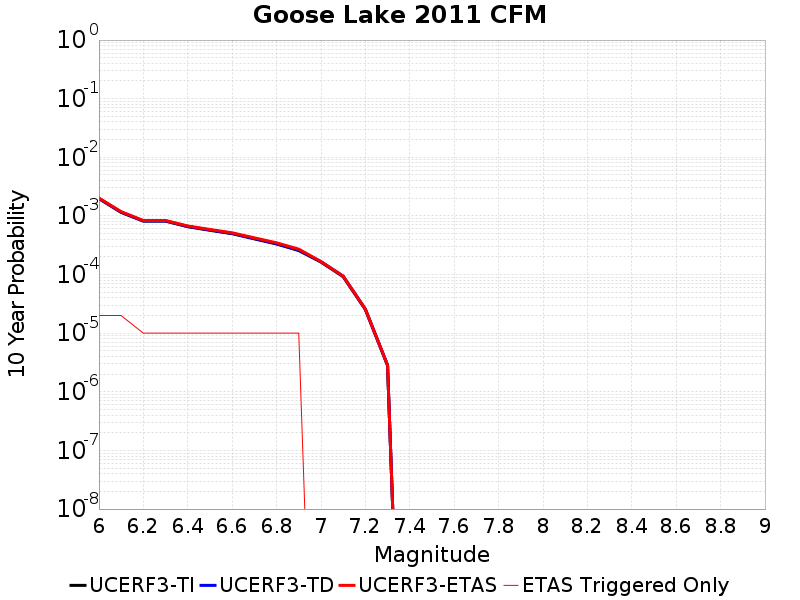 Goose Lake 2011 CFM
10^0
10^-1
10^-2
10^-3
10^-4
10^-5
10^-6
10^-7
10^-8
10 Year Probability
6 6.2 6.4 6.6 6.8 7 7.2 7.4 7.6 7.8 8 8.2 8.4 8.6 8.8 9
Magnitude
UCERF3-TI UCERF3-TD UCERF3-ETAS ETAS Triggered Only